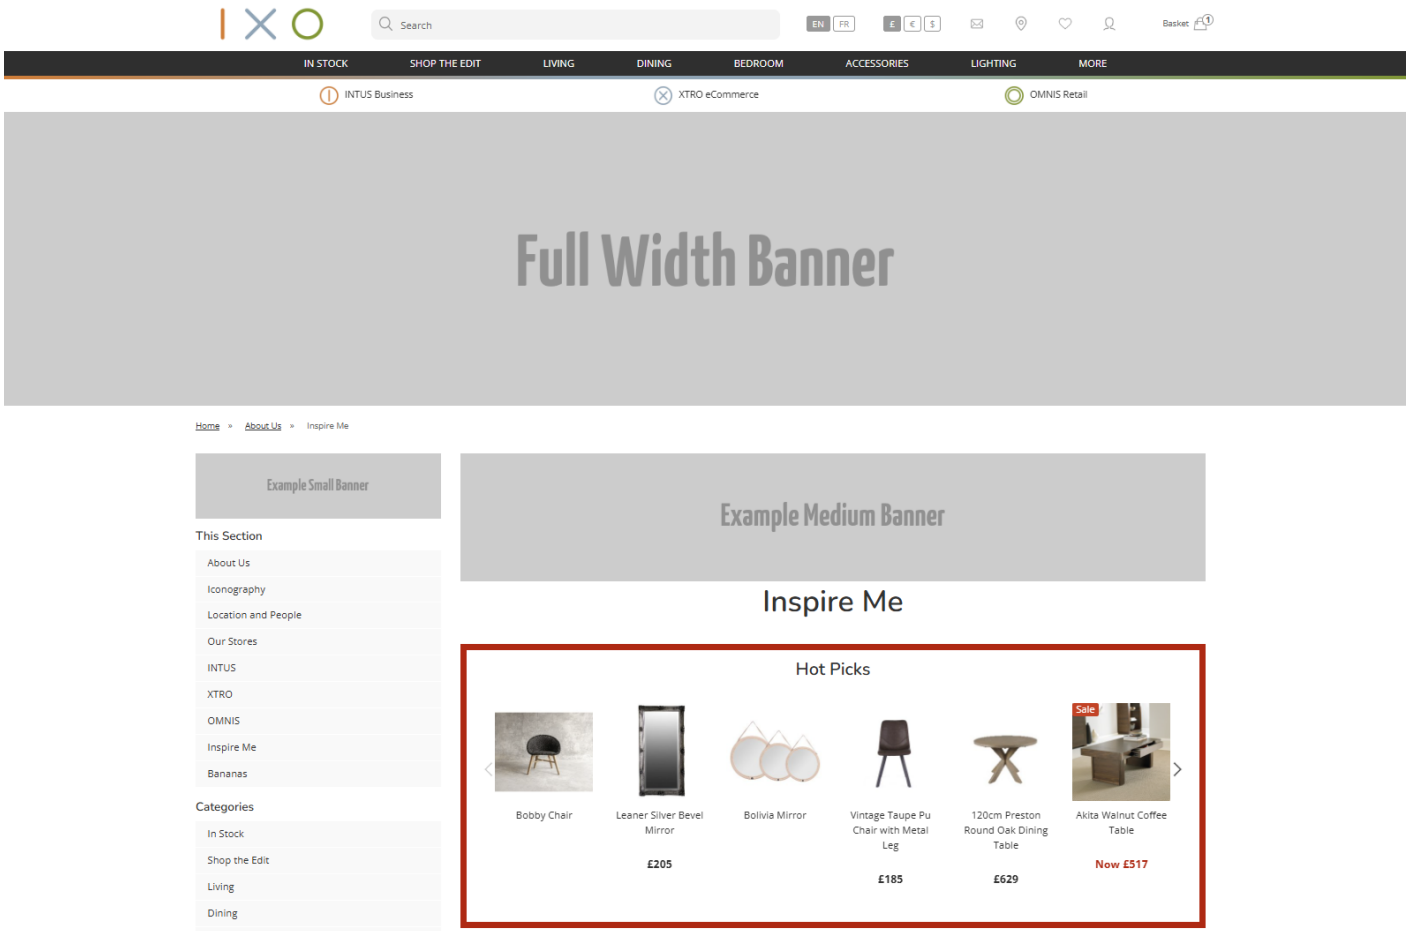 IXO
Search
EN FR £ € $ Basket 1
IN STOCK SHOP THE EDIT LIVING DINING BEDROOM ACCESSORIES LIGHTING MORE
INTUS Business XTRO eCommerce OMNIS Retail
Full Width Banner
Home » About Us » Inspire Me
Example Small Banner
This Section
About Us
Iconography
Location and People
Our Stores
INTUS
XTRO
OMNIS
Inspire Me
Bananas
Categories
In Stock
Shop the Edit
Living
Dining
Example Medium Banner
Inspire Me
Hot Picks
Bobby Chair
Leaner Silver Bevel
Mirror
£205
Bolivia Mirror
Vintage Taupe Pu
Chair with Metal
Leg
£185
120cm Preston
Round Oak Dining
Table
£629
Sale
Akita Walnut Coffee
Table
Now £517